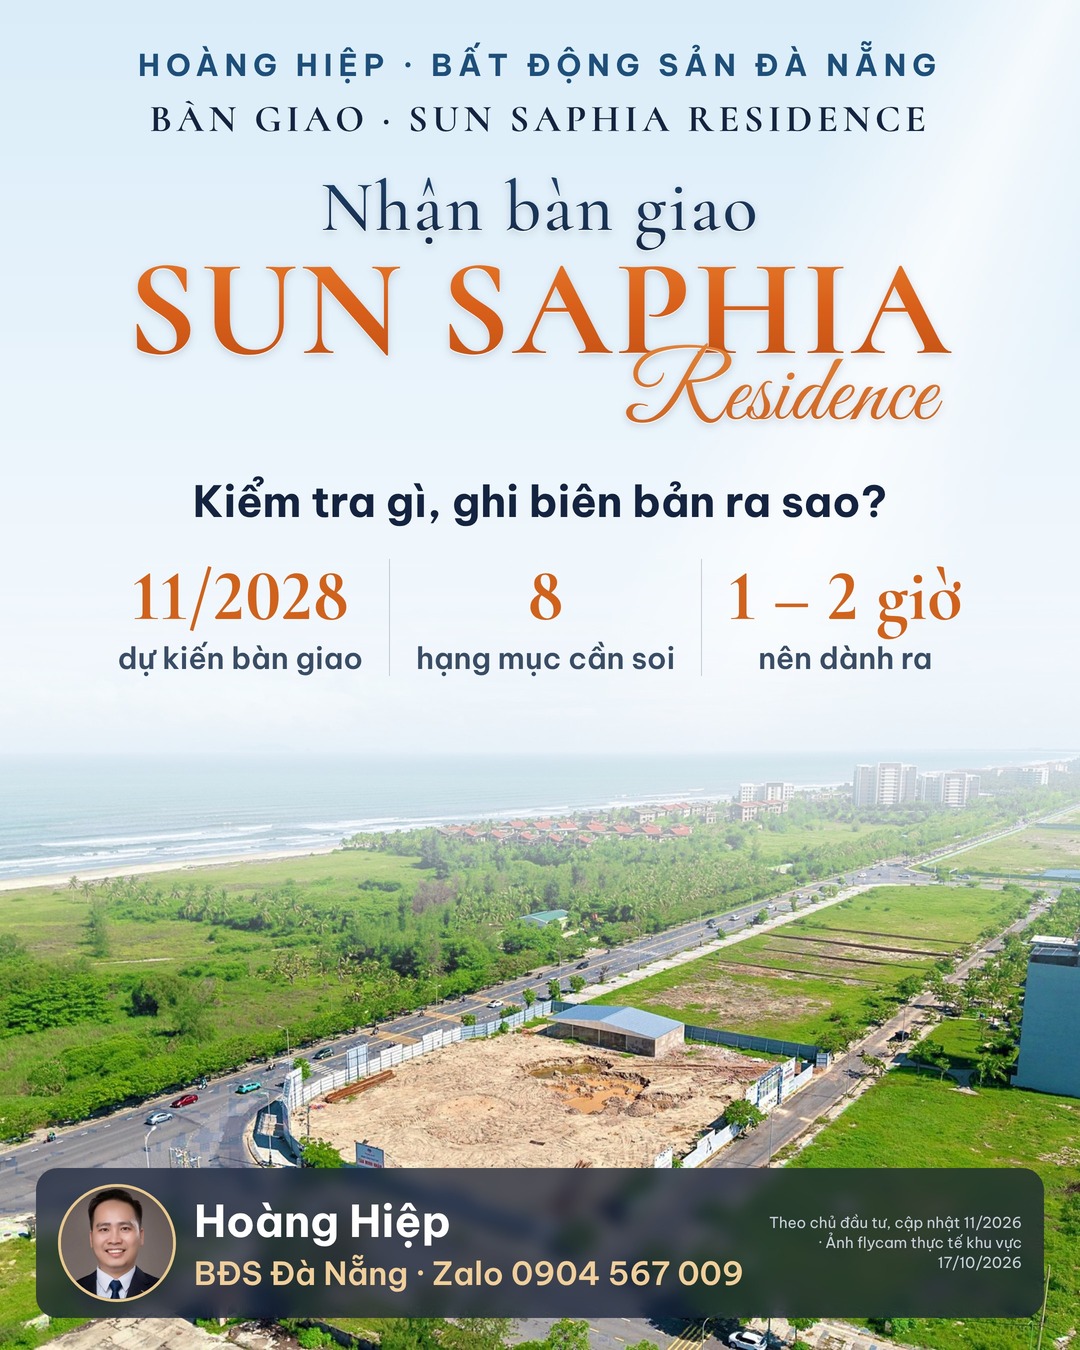 HOÀNG HIỆP · BẤT ĐỘNG SẢN ĐÀ NẴNG
BÀN GIAO · SUN SAPHIA RESIDENCE
Nhận bàn giao
SUN SAPHIA
Residence
Kiểm tra gì, ghi biên bản ra sao?
11/2028
dự kiến bàn giao
8
hạng mục cần soi
1 – 2 giờ
nên dành ra
Hoàng Hiệp
BĐS Đà Nẵng · Zalo 0904 567 009
Theo chủ đầu tư, cập nhật 11/2026
· Ảnh flycam thực tế khu vực
17/10/2026